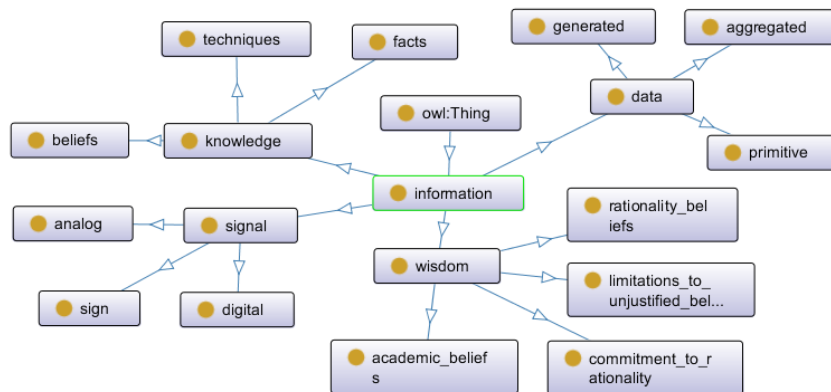 generated
aggregated
techniques
facts
data
owl:Thing
beliefs
knowledge
primitive
information
rationality_bel
iefs
analog
signal
wisdom
limitations_to_
unjustified_bel...
sign
digital
academic_belief
s
commitment_to_r
ationality